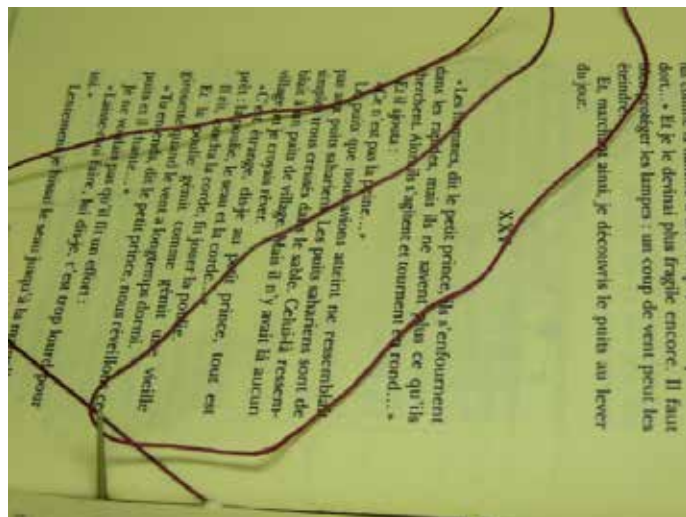 dort... » Et je le devinai plus fragile encore. Il faut
bien protéger les lampes : un coup de vent peut les
éteindre
Et, marchant ainsi, je découvris le puits au lever
du jour.
XXV
« Les hommes, dit le petit prince, ils s'enfournent
dans les rapides, mais ils ne savent plus ce qu'ils
cherchent. Alors ils s'agitent et tournent en rond... »
Et il ajouta :
« Ce n'est pas la peine... »
Le puits que nous avions atteint ne ressemblait
pas aux puits sahariens. Les puits sahariens sont de
simples trous creusés dans le sable. Celui-là ressem-
blait à un puits de village. Mais il n'y avait là aucun
village, et je croyais rêver.
« C'est étrange, dis-je au petit prince, tout est
prêt : la poulie, le seau et la corde...
Il rit, toucha la corde, fit jouer la poulie
Et la poulie gémit comme gémit une vieille
girouette quand le vent a longtemps dormi.
« Tu entends, dit le petit prince, nous réveillons ce
puits et il chante... »
Je ne voulais pas qu'il fît un effort :
« Laisse-moi faire, lui dis-je, c'est trop lourd pour
toi. »
Lentement je hissai le seau jusqu'à la